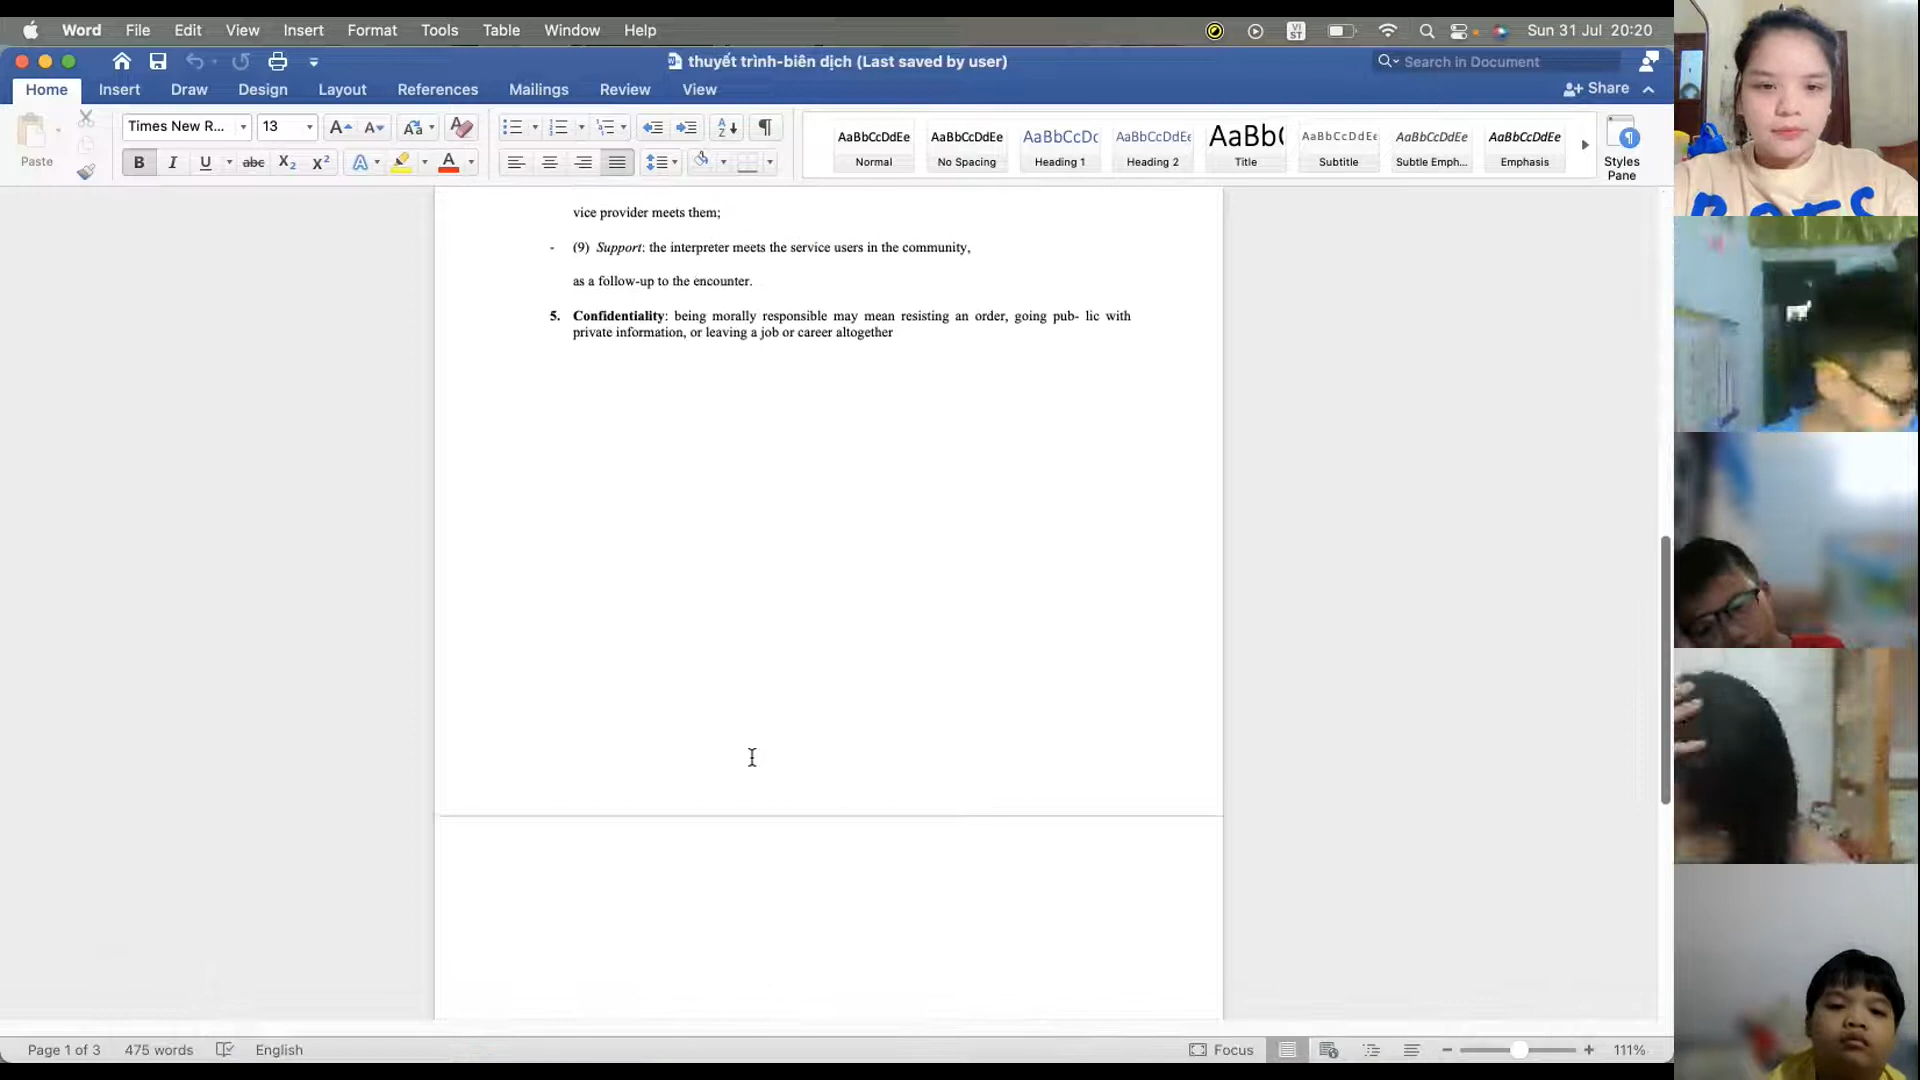 Word File Edit View Insert Format Tools Table Window Help VI ST Sun 31 Jul 20:20
thuyết trình-biên dịch (Last saved by user) Search in Document
Home Insert Draw Design Layout References Mailings Review View Share
Paste Times New R... 13
AaBbCcDdEe AaBbCcDdEe AaBbCcDc AaBbCcDdEe AaBb( AaBbCcDdEe AaBbCcDdEe AaBbCcDdEe
Normal No Spacing Heading 1 Heading 2 Title Subtitle Subtle Emph... Emphasis Styles Pane
vice provider meets them;
- (9) Support: the interpreter meets the service users in the community,
as a follow-up to the encounter.
5. Confidentiality: being morally responsible may mean resisting an order, going pub- lic with
private information, or leaving a job or career altogether
Page 1 of 3 475 words English Focus 111%